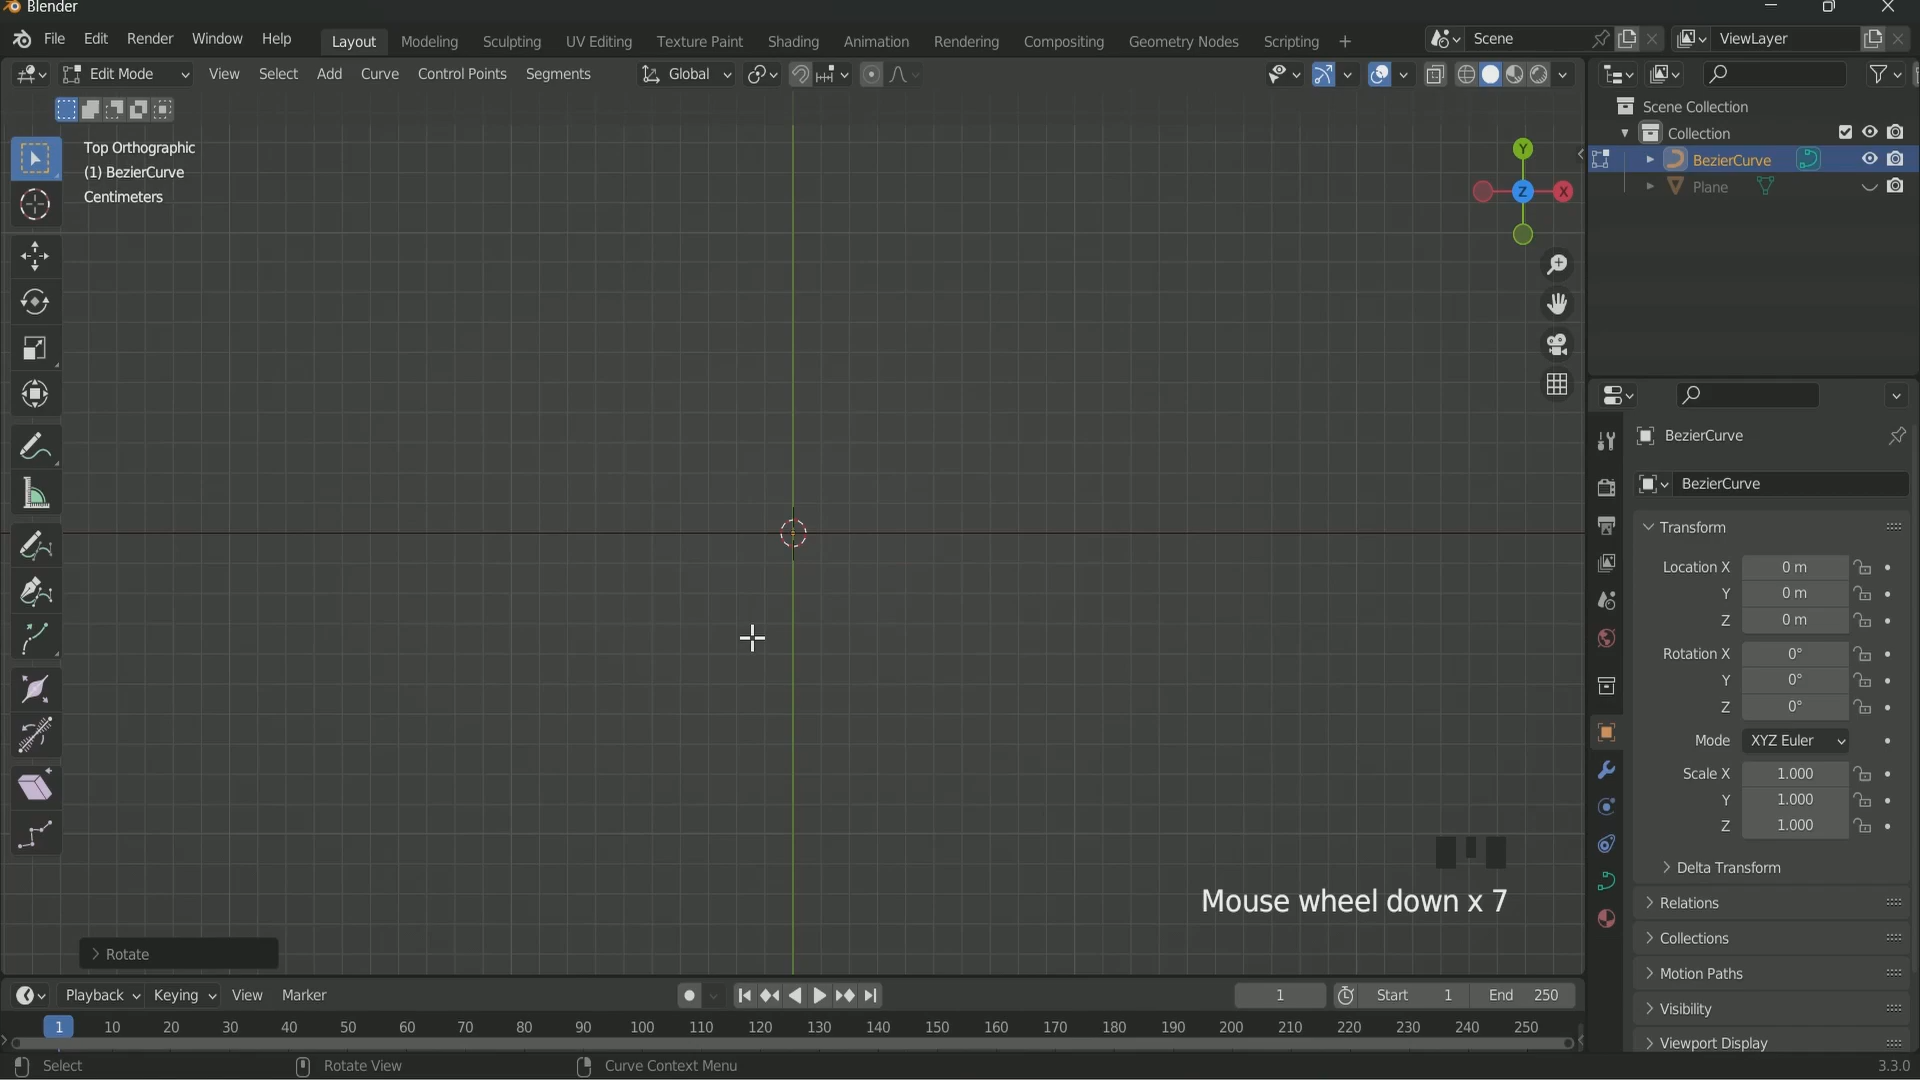 Blender
File Edit Render Window Help Layout Modeling Sculpting UV Editing Texture Paint Shading Animation Rendering Compositing Geometry Nodes Scripting + Scene ViewLayer
Edit Mode View Select Add Curve Control Points Segments Global
Top Orthographic
(1) BezierCurve
Centimeters
Y
Z
X
Mouse wheel down x 7
Rotate
Scene Collection
Collection
BezierCurve
Plane
BezierCurve
BezierCurve
Transform
Location X 0 m
Y 0 m
Z 0 m
Rotation X 0°
Y 0°
Z 0°
Mode XYZ Euler
Scale X 1.000
Y 1.000
Z 1.000
Delta Transform
Relations
Collections
Motion Paths
Visibility
Viewport Display
Playback Keying View Marker 1 Start 1 End 250
1 10 20 30 40 50 60 70 80 90 100 110 120 130 140 150 160 170 180 190 200 210 220 230 240 250
Select Rotate View Curve Context Menu 3.3.0